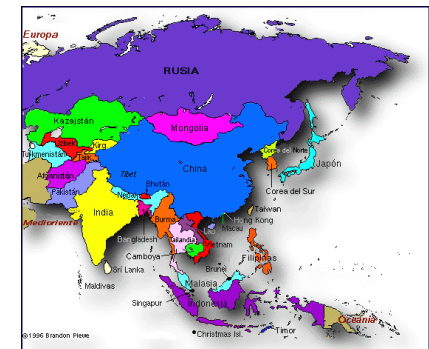 Europa
RUSIA
Kazajstán
Mongolia
Uzbek.
Kirg.
Turkmenistán
Taji.
Corea del Norte
Japón
China
Afganistán
Tibet
Corea del Sur
Pakistán
Nepal
Bhután
Taiwan
India
Burma
Hong Kong
Medioriente
Macau
Bangladesh
Tailandia
Vietnam
Filipinas
Camboya
Sri Lanka
Brunei
Maldivas
Malasia
Singapur
Indonesia
Oceanía
Timor
Christmas Isl.
©1996 Brandon Plewe